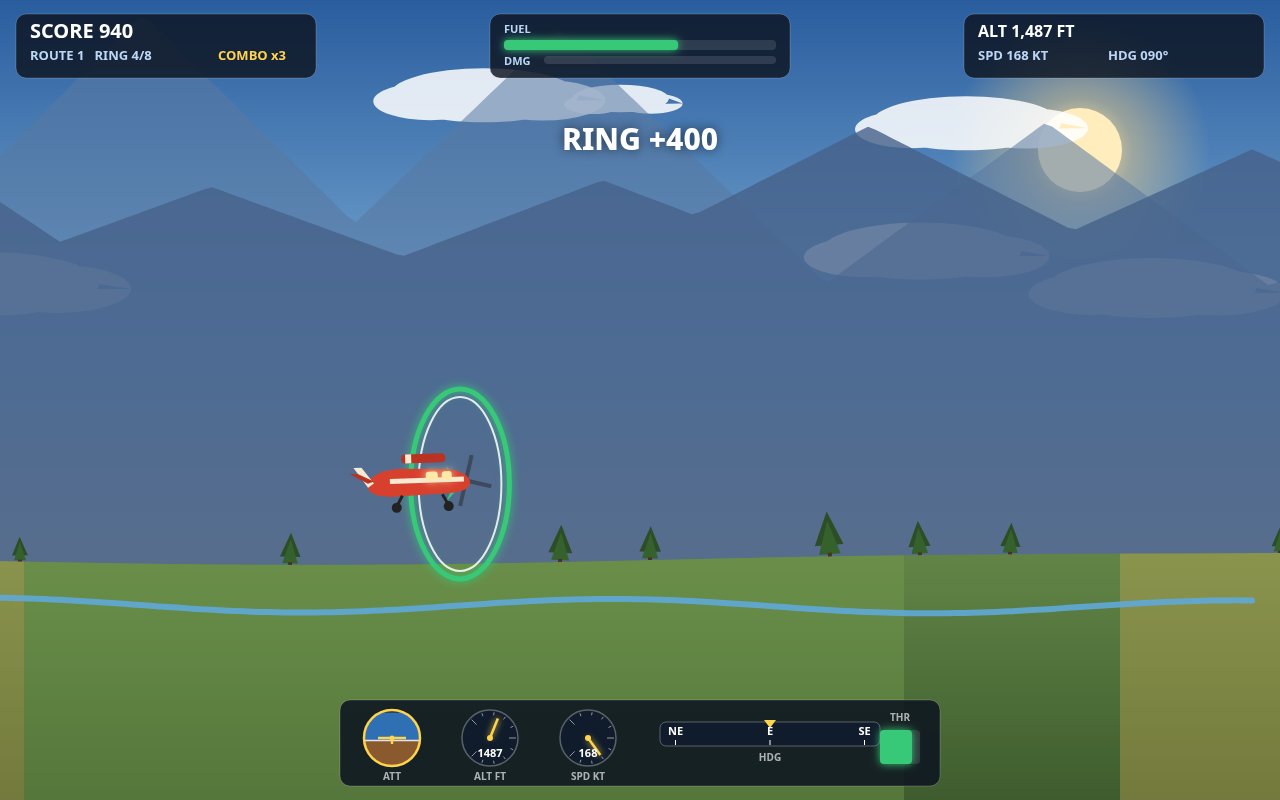 SCORE 940
ROUTE 1 RING 4/8 COMBO x3
FUEL
DMG
ALT 1,487 FT
SPD 168 KT HDG 090°
RING +400
1487
168
NE E SE
THR
HDG
ATT ALT FT SPD KT